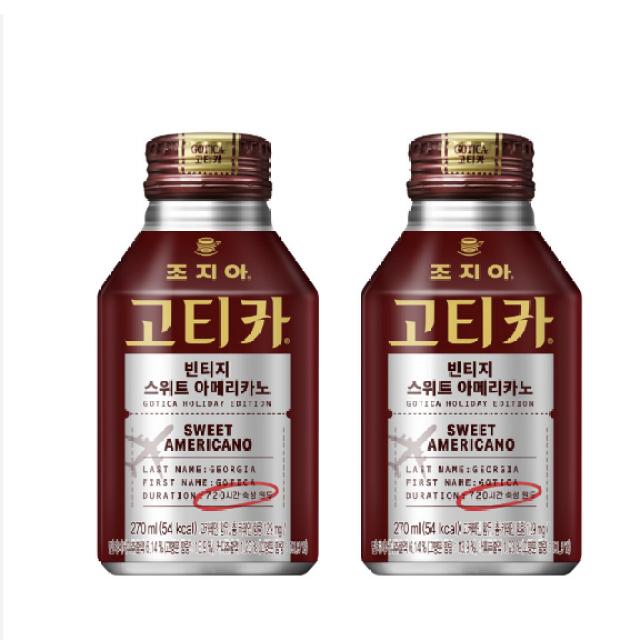 GOTICA
고티카
조지아
고티카
빈티지
스위트 아메리카노
GOTICA HOLIDAY EDITION
SWEET
AMERICANO
LAST NAME:GEORGIA
FIRST NAME:GOTICA
DURATION:720시간 숙성 원두
270 ml(54 kcal)
GOTICA
고티카
조지아
고티카
빈티지
스위트 아메리카노
GOTICA HOLIDAY EDITION
SWEET
AMERICANO
LAST NAME:GEORGIA
FIRST NAME:GOTICA
DURATION:720시간 숙성 원두
270 ml(54 kcal)